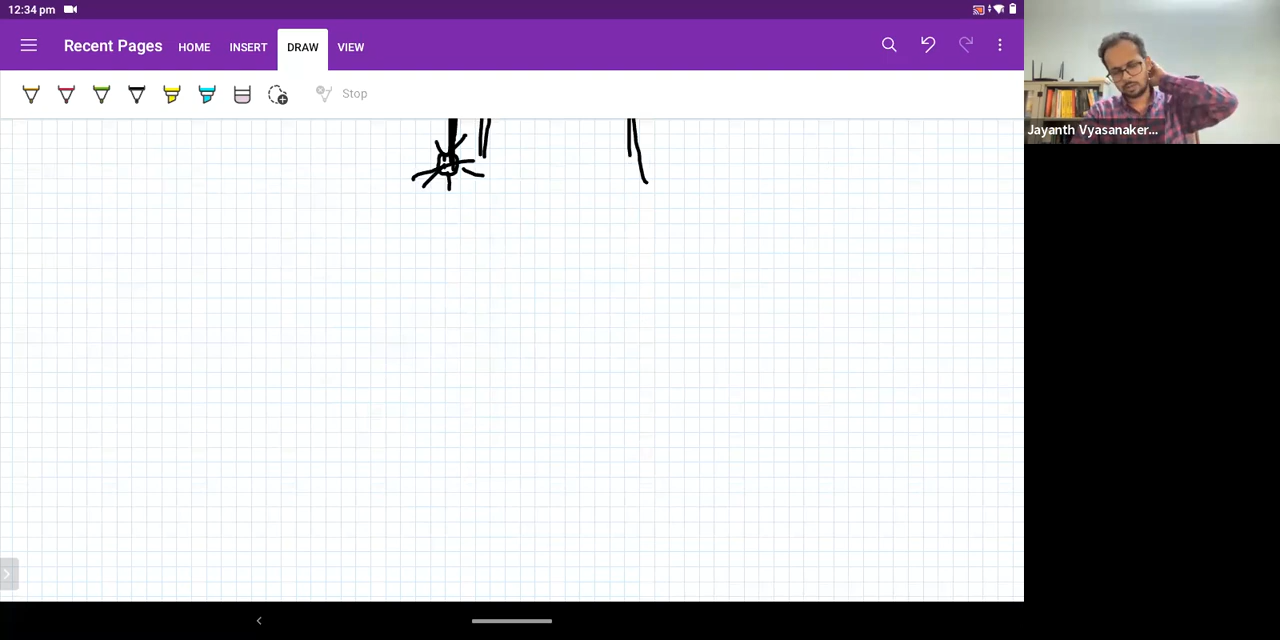 12:34 pm
Recent Pages HOME INSERT DRAW VIEW
Stop
Jayanth Vyasanaker...